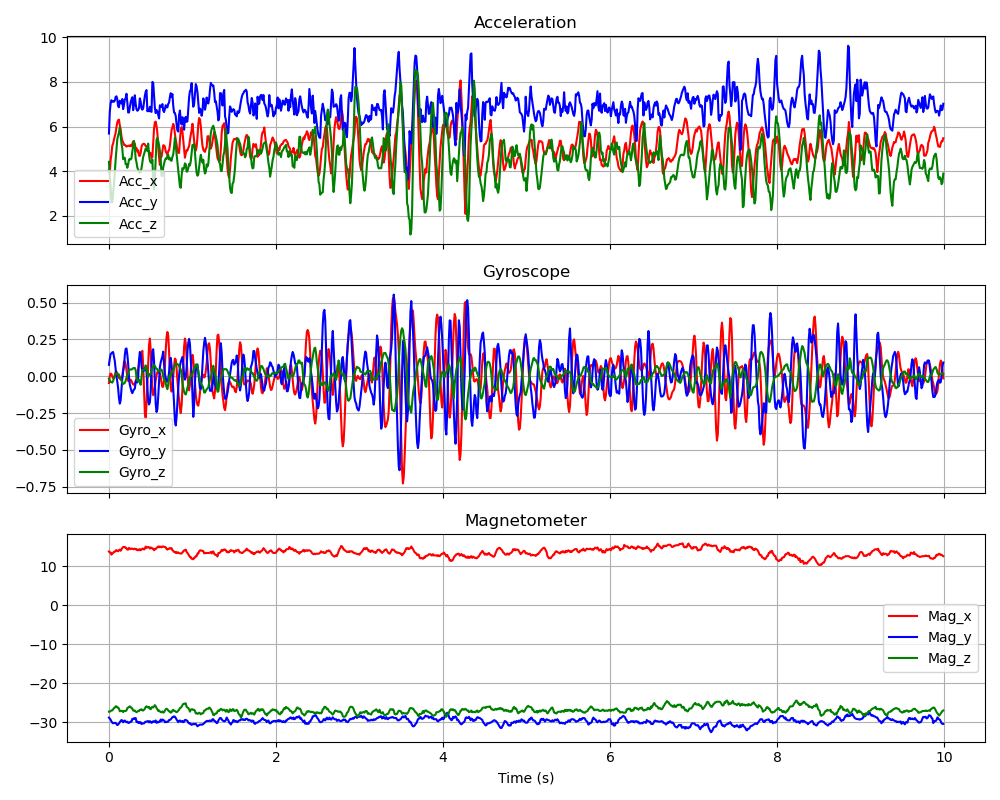 Acceleration
10
8
6
4
2
Acc_x
Acc_y
Acc_z
Gyroscope
0.50
0.25
0.00
−0.25
−0.50
−0.75
Gyro_x
Gyro_y
Gyro_z
Magnetometer
10
0
−10
−20
−30
Mag_x
Mag_y
Mag_z
0 2 4 6 8 10
Time (s)